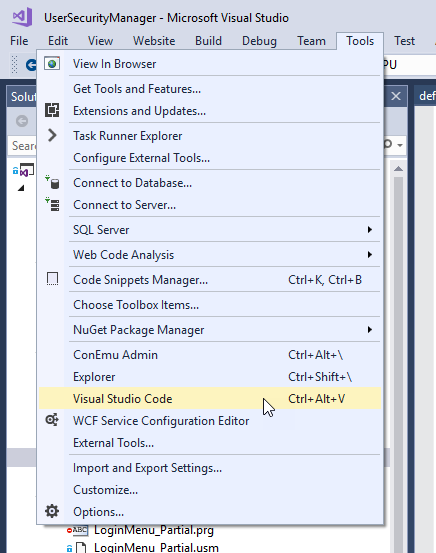 UserSecurityManager - Microsoft Visual Studio
File Edit View Website Build Debug Team Tools Test
PU
Solu
def
View In Browser
Get Tools and Features...
Extensions and Updates...
Sear
Task Runner Explorer
Configure External Tools...
Connect to Database...
Connect to Server...
SQL Server
Web Code Analysis
Code Snippets Manager... Ctrl+K, Ctrl+B
Choose Toolbox Items...
NuGet Package Manager
ConEmu Admin Ctrl+Alt+\
Explorer Ctrl+Shift+\
Visual Studio Code Ctrl+Alt+V
WCF Service Configuration Editor
External Tools...
Import and Export Settings...
Customize...
Options...
ABC LoginMenu_Partial.prg
LoginMenu_Partial.usm